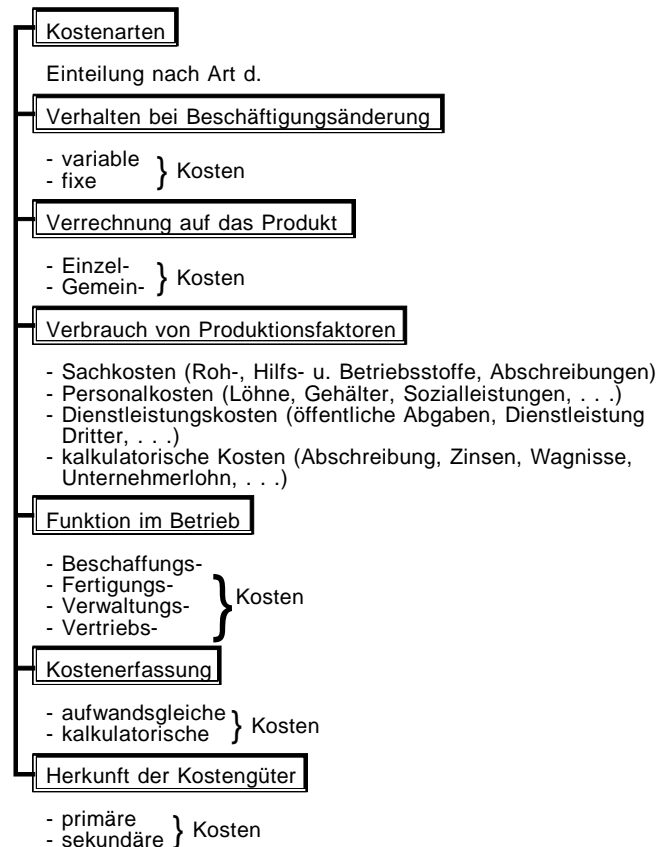 Kostenarten
Einteilung nach Art d.
Verhalten bei Beschäftigungsänderung
- variable
- fixe
} Kosten
Verrechnung auf das Produkt
- Einzel-
- Gemein-
} Kosten
Verbrauch von Produktionsfaktoren
- Sachkosten (Roh-, Hilfs- u. Betriebsstoffe, Abschreibungen)
- Personalkosten (Löhne, Gehälter, Sozialleistungen, . . .)
- Dienstleistungskosten (öffentliche Abgaben, Dienstleistung
Dritter, . . .)
- kalkulatorische Kosten (Abschreibung, Zinsen, Wagnisse,
Unternehmerlohn, . . .)
Funktion im Betrieb
- Beschaffungs-
- Fertigungs-
- Verwaltungs-
- Vertriebs-
} Kosten
Kostenerfassung
- aufwandsgleiche
- kalkulatorische
} Kosten
Herkunft der Kostengüter
- primäre
- sekundäre
} Kosten